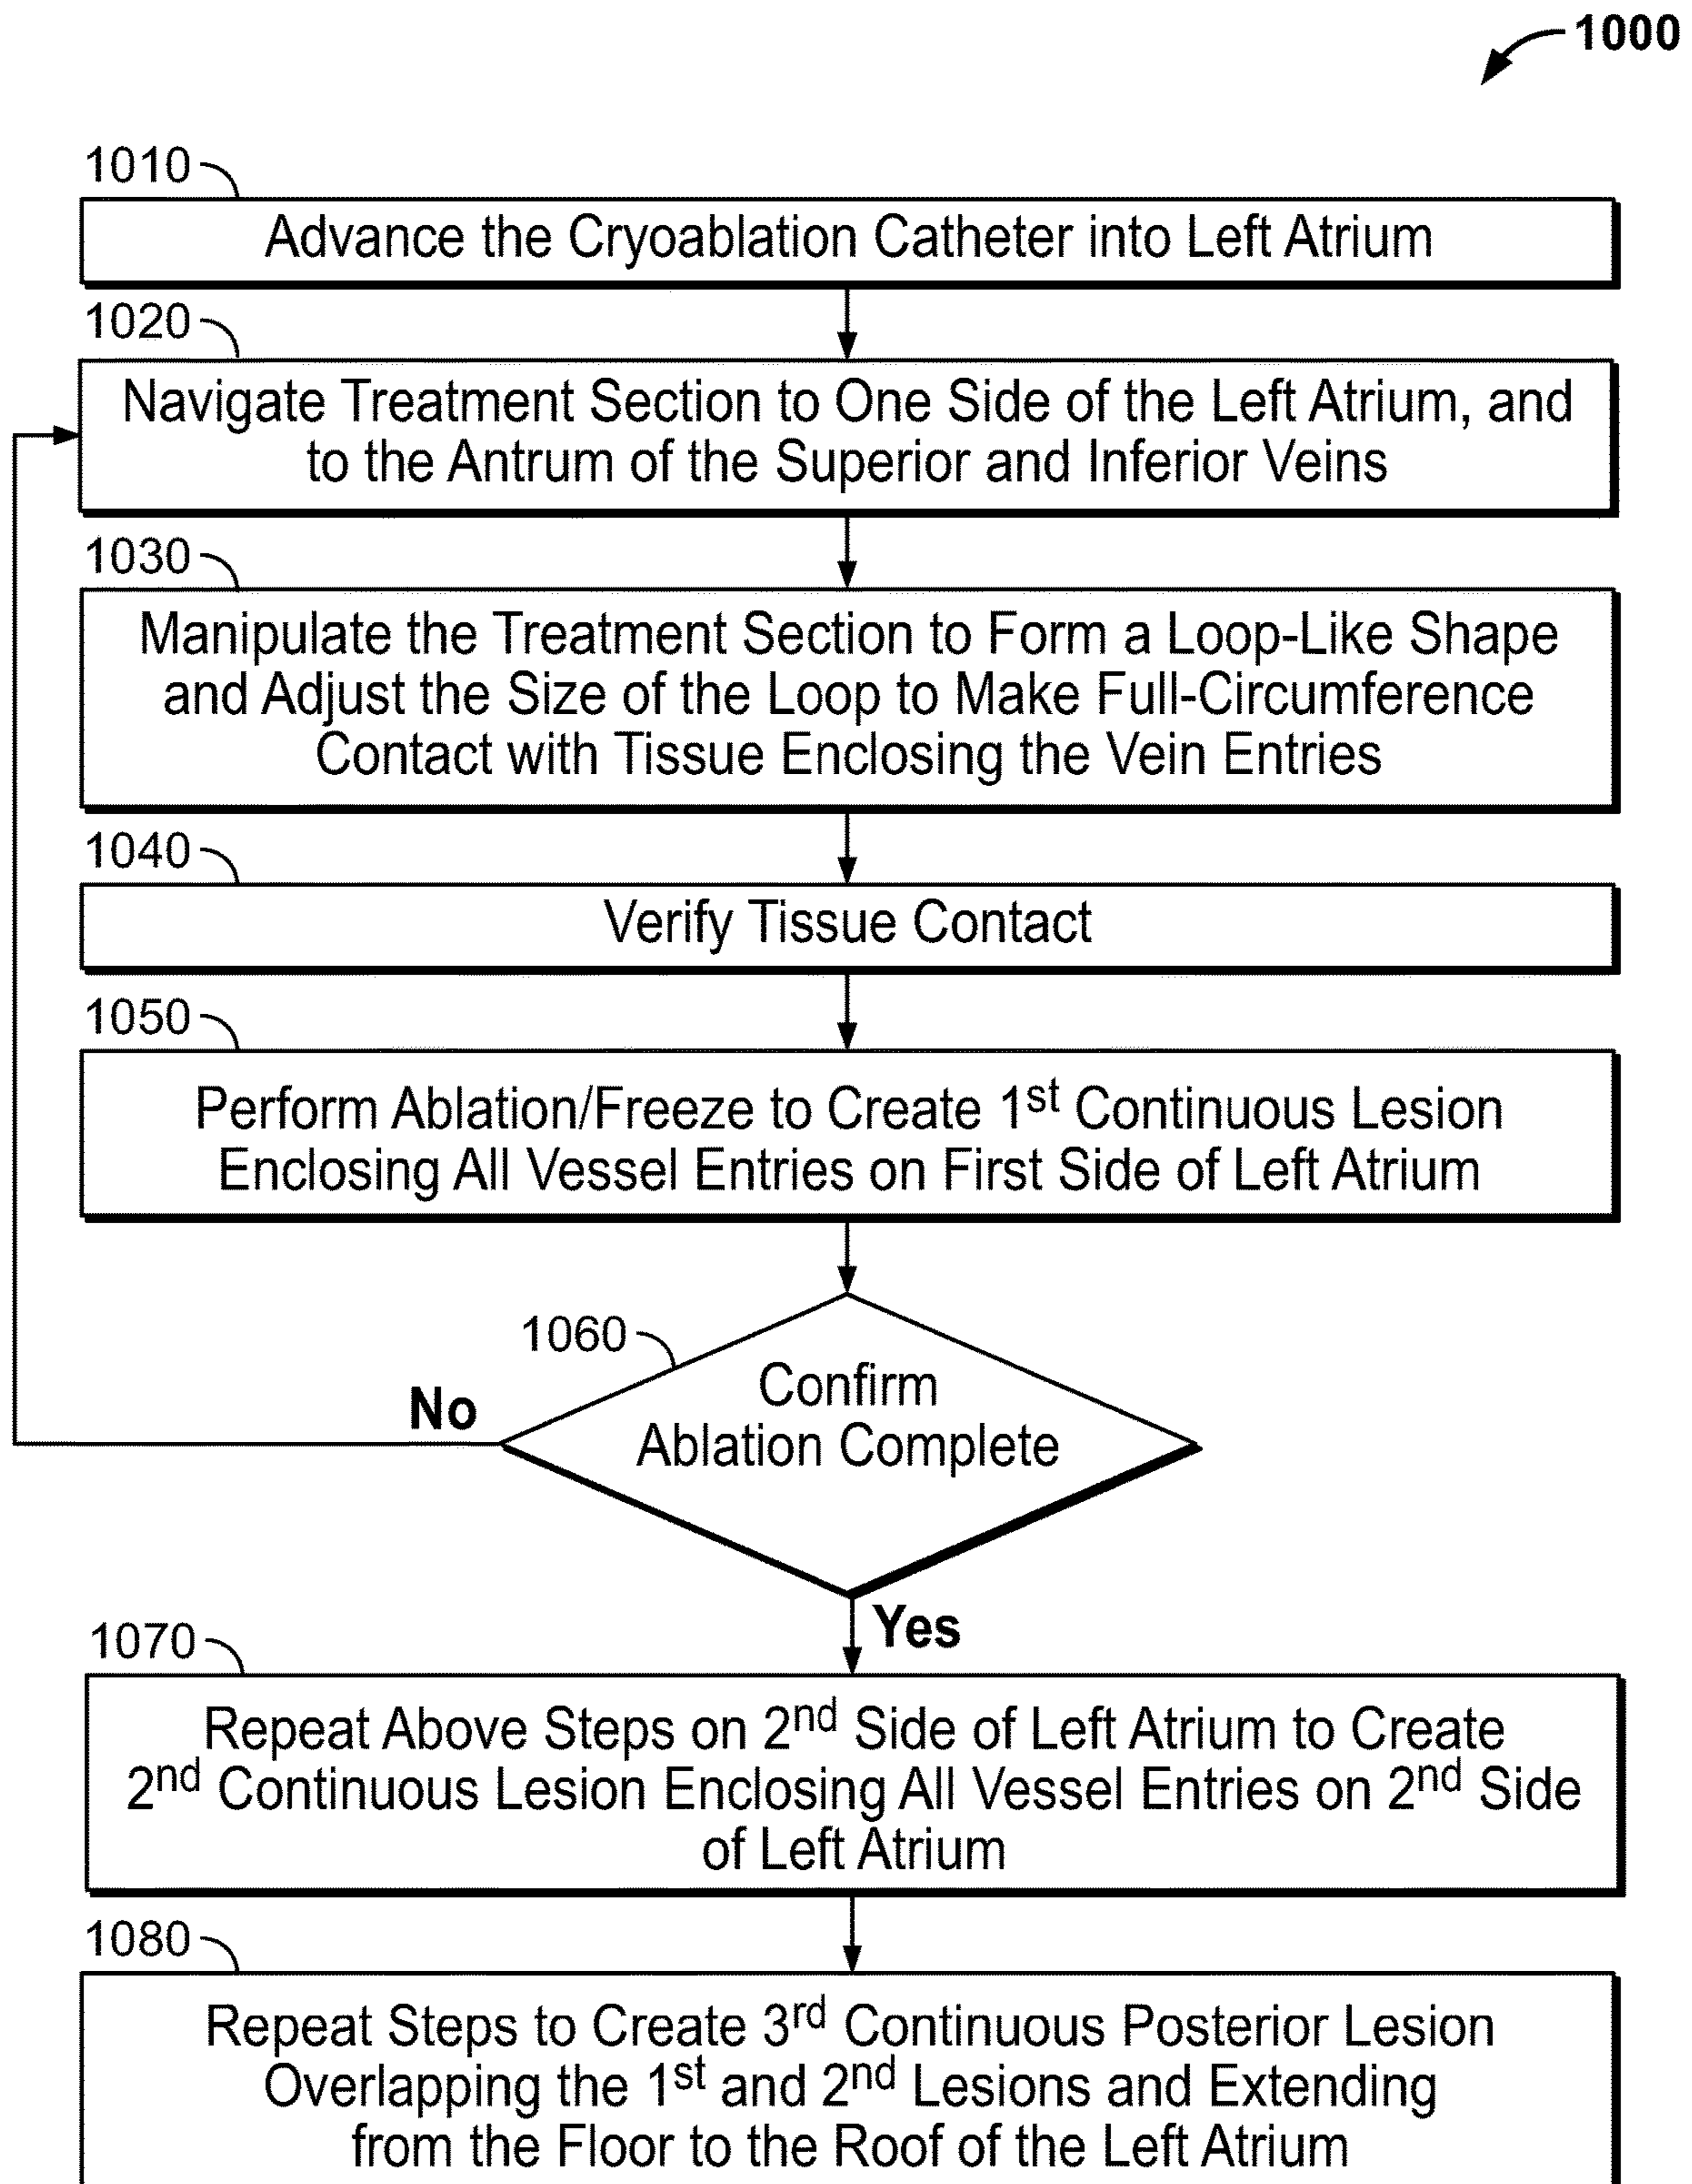 1000
1010
Advance the Cryoablation Catheter into Left Atrium
1020
Navigate Treatment Section to One Side of the Left Atrium, and
to the Antrum of the Superior and Inferior Veins
1030
Manipulate the Treatment Section to Form a Loop-Like Shape
and Adjust the Size of the Loop to Make Full-Circumference
Contact with Tissue Enclosing the Vein Entries
1040
Verify Tissue Contact
1050
Perform Ablation/Freeze to Create 1st Continuous Lesion
Enclosing All Vessel Entries on First Side of Left Atrium
1060
Confirm
Ablation Complete
No
Yes
1070
Repeat Above Steps on 2nd Side of Left Atrium to Create
2nd Continuous Lesion Enclosing All Vessel Entries on 2nd Side
of Left Atrium
1080
Repeat Steps to Create 3rd Continuous Posterior Lesion
Overlapping the 1st and 2nd Lesions and Extending
from the Floor to the Roof of the Left Atrium